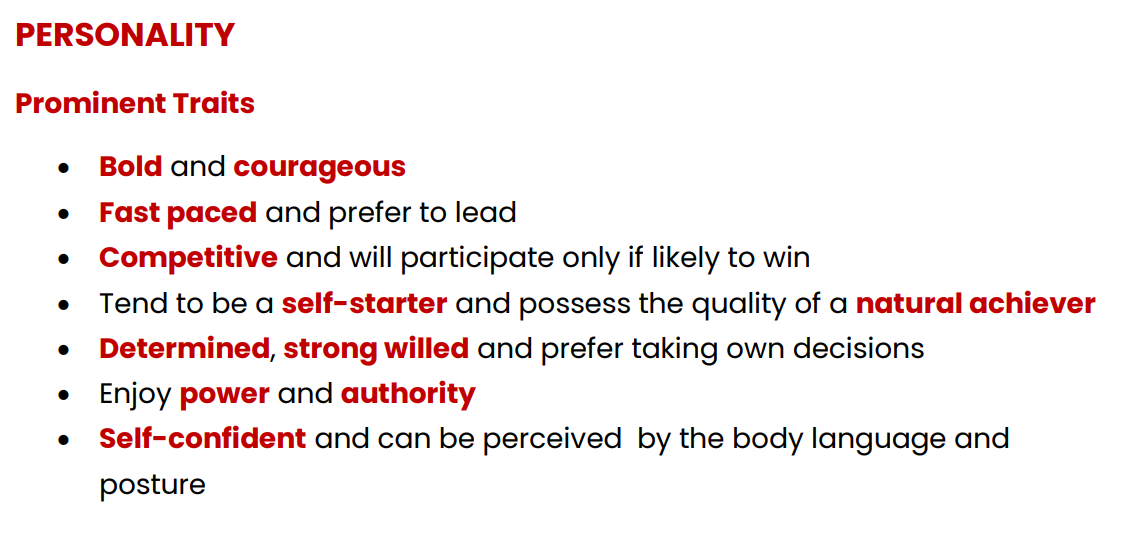 PERSONALITY
Prominent Traits
• Bold and courageous
• Fast paced and prefer to lead
• Competitive and will participate only if likely to win
• Tend to be a self-starter and possess the quality of a natural achiever
• Determined, strong willed and prefer taking own decisions
• Enjoy power and authority
• Self-confident and can be perceived  by the body language and
posture